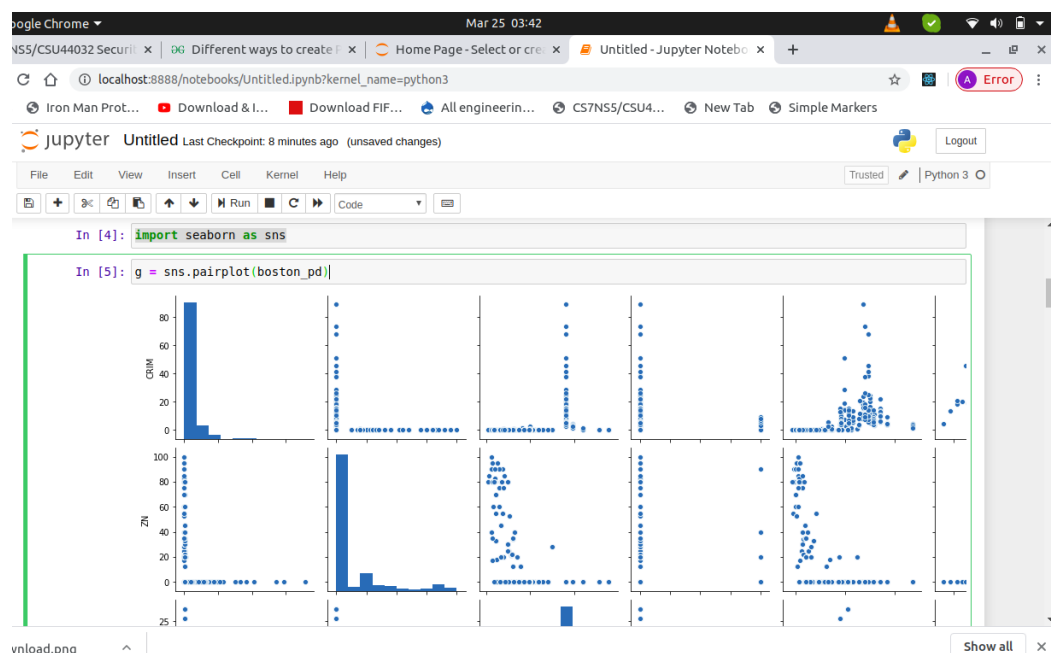 oogle Chrome
Mar 25 03:42
NS5/CSU44032 Securit
Different ways to create P
Home Page - Select or crea
Untitled - Jupyter Notebo
localhost:8888/notebooks/Untitled.ipynb?kernel_name=python3
A Error
Iron Man Prot...
Download & I...
Download FIF...
All engineerin...
CS7NS5/CSU4...
New Tab
Simple Markers
jupyter Untitled Last Checkpoint: 8 minutes ago (unsaved changes)
Logout
File Edit View Insert Cell Kernel Help
Trusted
Python 3
Run
Code
In [4]: import seaborn as sns
In [5]: g = sns.pairplot(boston_pd)
80
60
40
20
0
CRIM
100
80
60
40
20
0
ZN
25
wnload.png
Show all